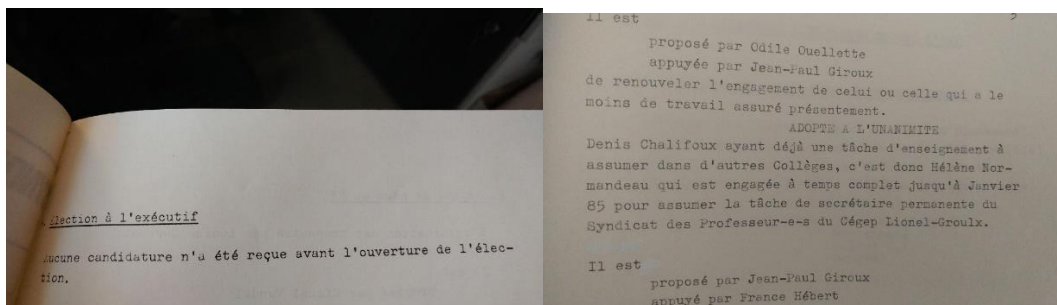 Élection à l'exécutif
Aucune candidature n'a été reçue avant l'ouverture de l'élec-
tion.
Il est
proposé par Odile Ouellette
appuyée par Jean-Paul Giroux
de renouveler l'engagement de celui ou celle qui a le
moins de travail assuré présentement.
ADOPTE A L'UNANIMITE
Denis Chalifoux ayant déjà une tâche d'enseignement à
assumer dans d'autres Collèges, c'est donc Hélène Nor-
mandeau qui est engagée à temps complet jusqu'à Janvier
85 pour assumer la tâche de secrétaire permanente du
Syndicat des Professeur-e-s du Cégep Lionel-Groulx.
Il est
proposé par Jean-Paul Giroux
appuyé par France Hébert